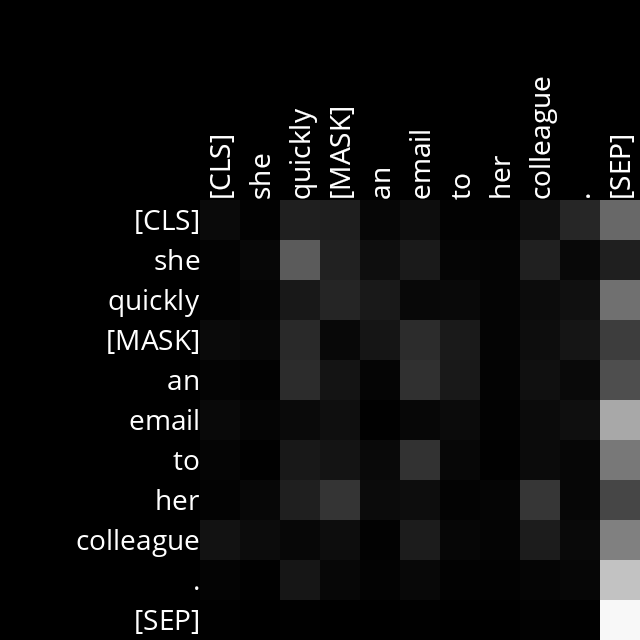 [CLS] she quickly [MASK] an email to her colleague . [SEP]
[CLS]
she
quickly
[MASK]
an
email
to
her
colleague
.
[SEP]